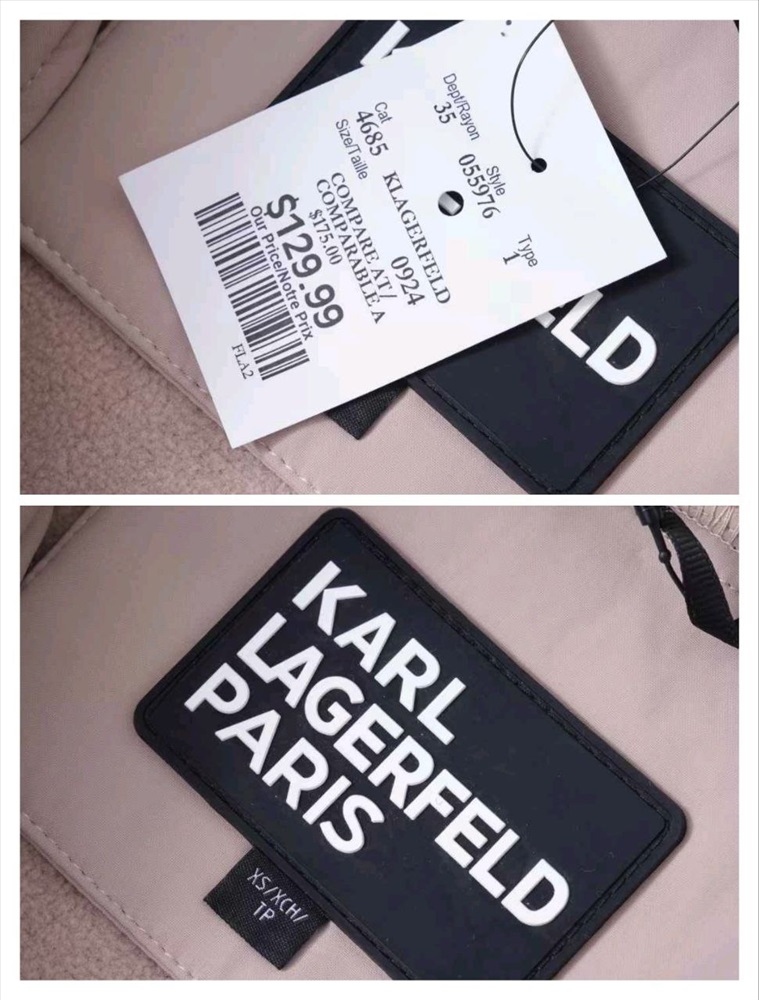 Dept/Rayon
35
Style
055976
Type
1
Cat
4685
KLAGERFELD
0924
Size/Taille
COMPARE AT/
COMPARABLE A
$175.00
$129.99
Our Price/Notre Prix
FLA2
LD
KARL
LAGERFELD
PARIS
XS/XCH/
TP